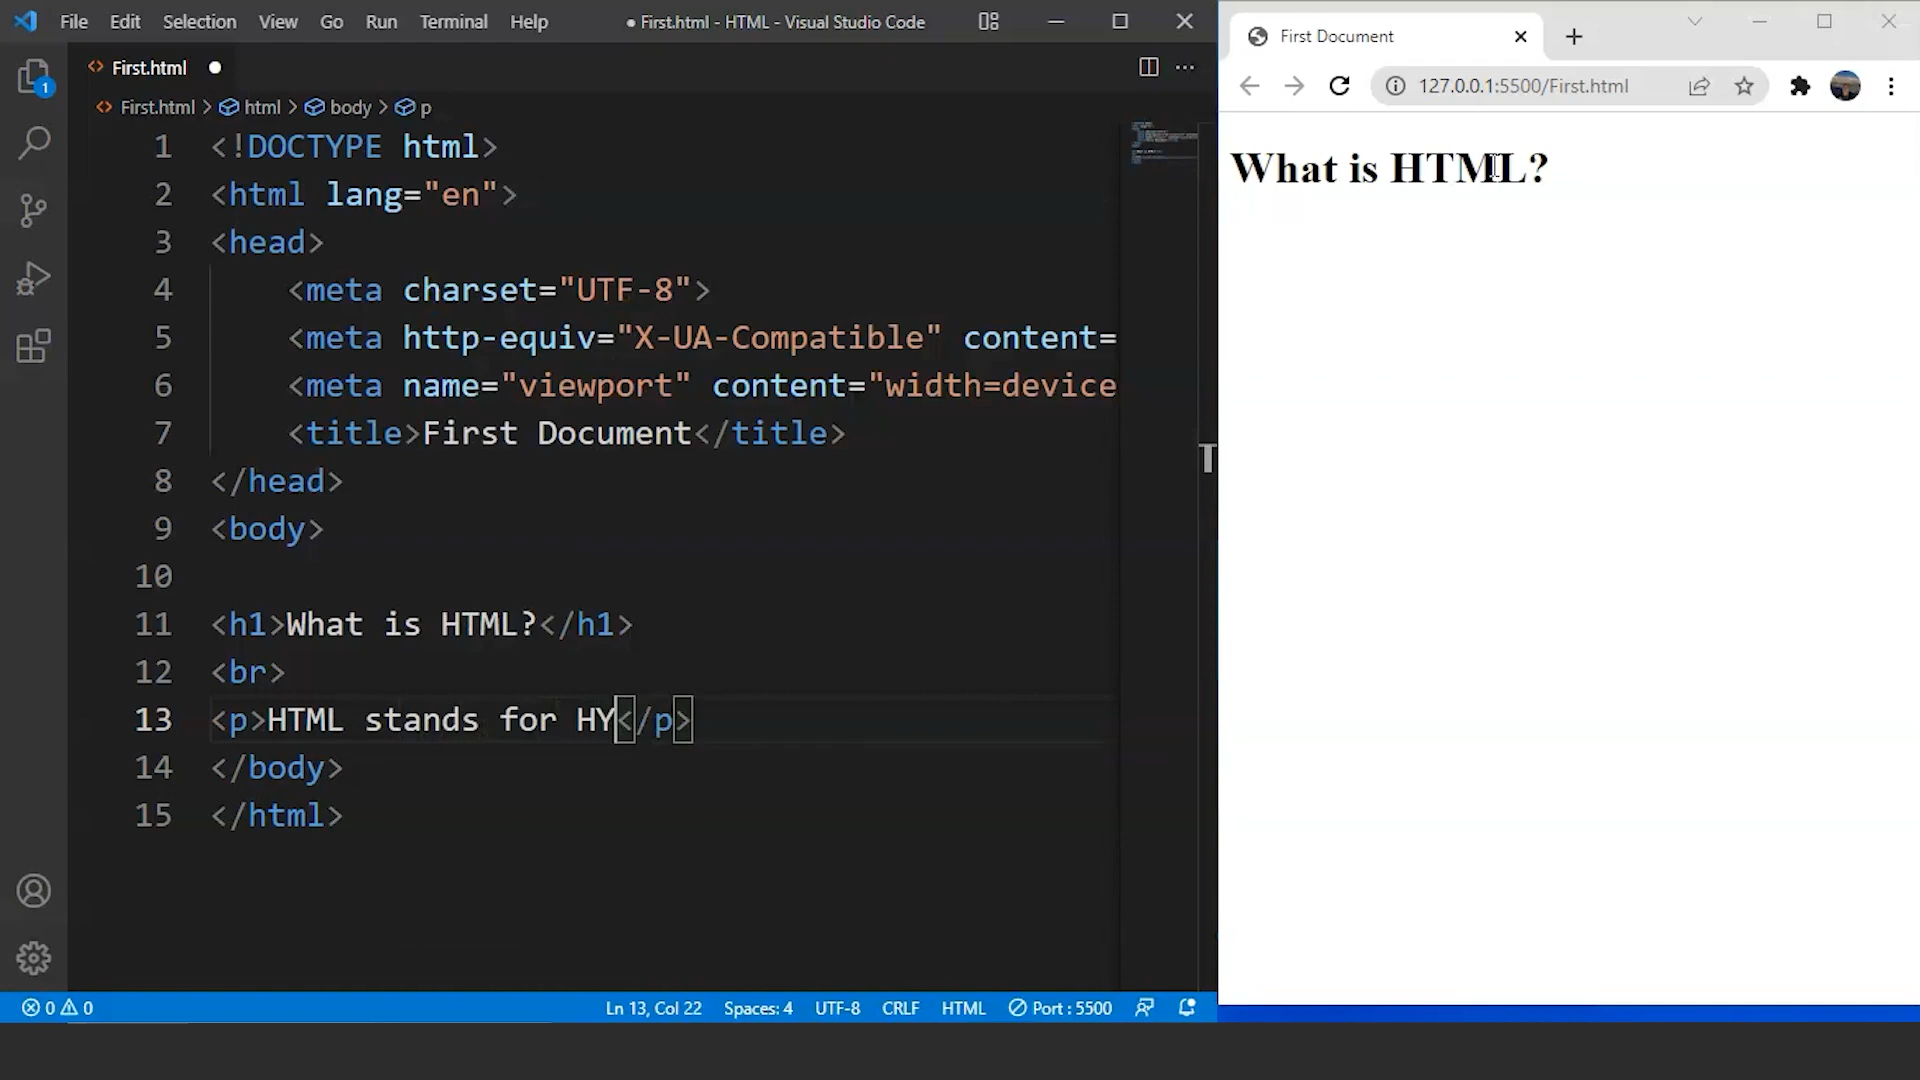 File Edit Selection View Go Run Terminal Help ● First.html - HTML - Visual Studio Code
First.html ●
First.html > html > body > p
1 <!DOCTYPE html>
2 <html lang="en">
3 <head>
4 <meta charset="UTF-8">
5 <meta http-equiv="X-UA-Compatible" content=
6 <meta name="viewport" content="width=device
7 <title>First Document</title>
8 </head>
9 <body>
10
11 <h1>What is HTML?</h1>
12 <br>
13 <p>HTML stands for HY</p>
14 </body>
15 </html>
1
T
0 0 Ln 13, Col 22 Spaces: 4 UTF-8 CRLF HTML Port : 5500
First Document
127.0.0.1:5500/First.html
What is HTML?